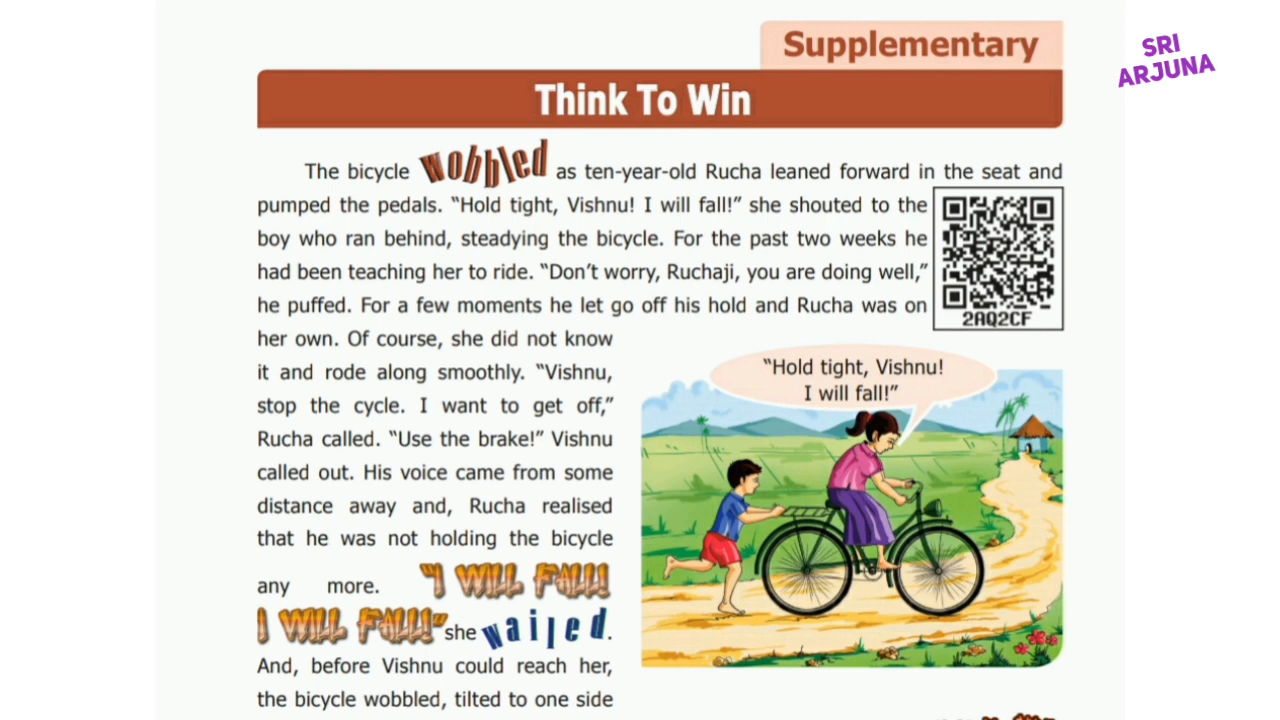 Supplementary
SRI
ARJUNA
Think To Win
The bicycle wobbled as ten-year-old Rucha leaned forward in the seat and
pumped the pedals. “Hold tight, Vishnu! I will fall!” she shouted to the
boy who ran behind, steadying the bicycle. For the past two weeks he
had been teaching her to ride. “Don’t worry, Ruchaji, you are doing well,”
he puffed. For a few moments he let go off his hold and Rucha was on
2AQ2CF
her own. Of course, she did not know
it and rode along smoothly. “Vishnu,
stop the cycle. I want to get off,”
Rucha called. “Use the brake!” Vishnu
called out. His voice came from some
distance away and, Rucha realised
that he was not holding the bicycle
any more. “I WILL FALL!
I WILL FALL!” she wailed.
And, before Vishnu could reach her,
the bicycle wobbled, tilted to one side
“Hold tight, Vishnu!
I will fall!”